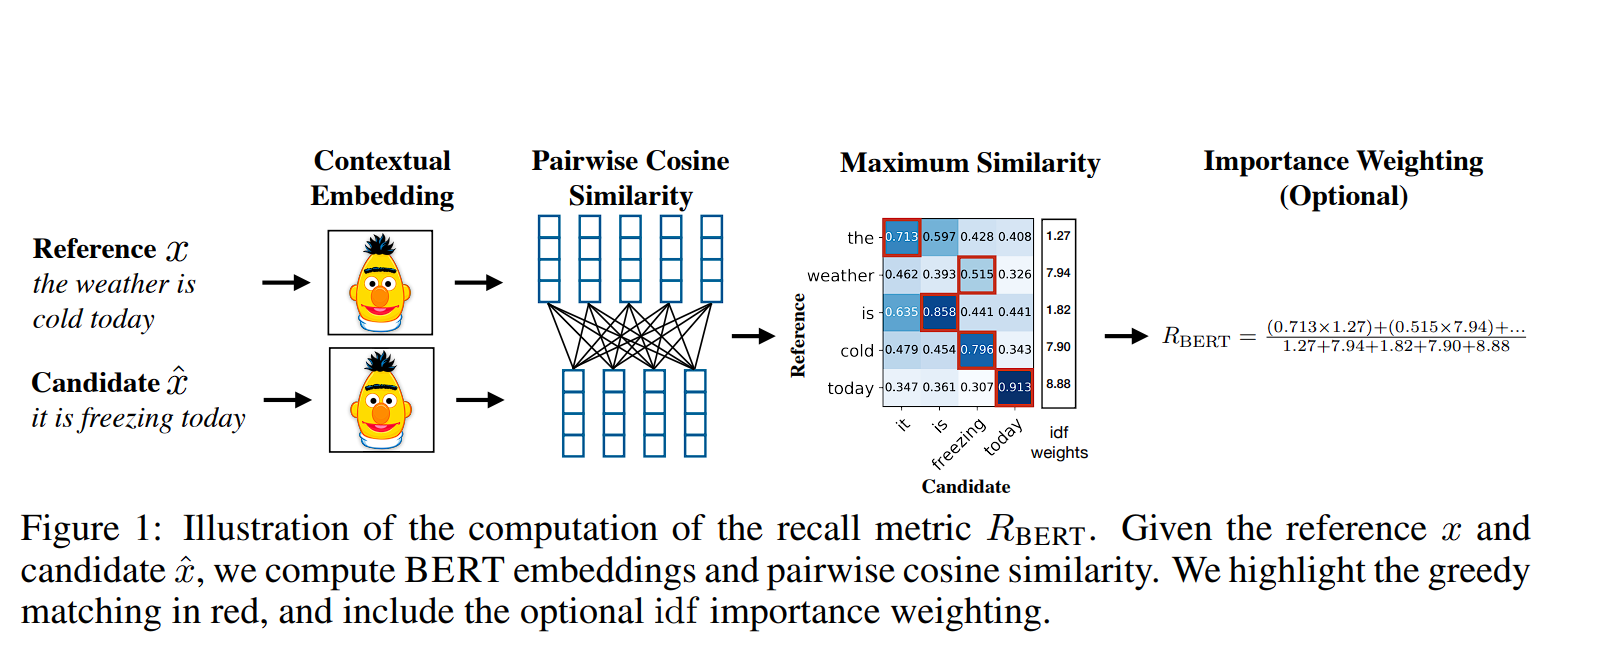 Contextual
Embedding
Pairwise Cosine
Similarity
Maximum Similarity
Importance Weighting
(Optional)
Reference x
the weather is
cold today
Candidate x̂
it is freezing today
Reference
the 0.713 0.597 0.428 0.408 1.27
weather 0.462 0.393 0.515 0.326 7.94
is 0.635 0.858 0.441 0.441 1.82
cold 0.479 0.454 0.796 0.343 7.90
today 0.347 0.361 0.307 0.913 8.88
it is freezing today
idf
weights
Candidate
R_BERT = (0.713×1.27)+(0.515×7.94)+...
1.27+7.94+1.82+7.90+8.88
Figure 1: Illustration of the computation of the recall metric R_BERT. Given the reference x and
candidate x̂, we compute BERT embeddings and pairwise cosine similarity. We highlight the greedy
matching in red, and include the optional idf importance weighting.